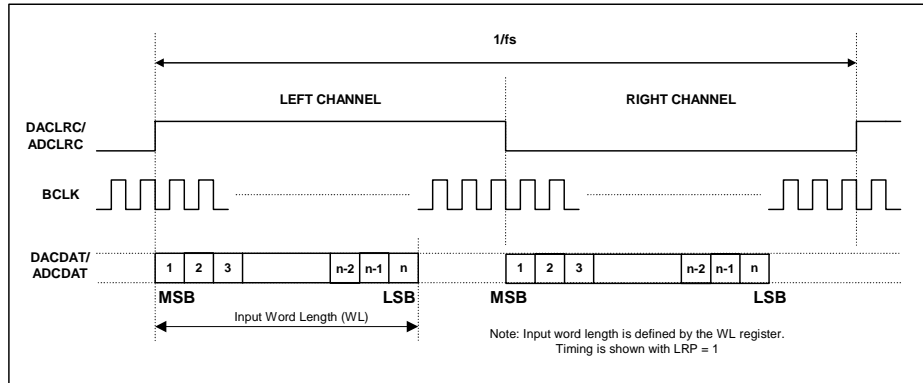 1/fs
LEFT CHANNEL RIGHT CHANNEL
DACLRC/
ADCLRC
BCLK
DACDAT/
ADCDAT
1 2 3 n-2 n-1 n 1 2 3 n-2 n-1 n
MSB LSB MSB LSB
Input Word Length (WL)
Note: Input word length is defined by the WL register.
Timing is shown with LRP = 1